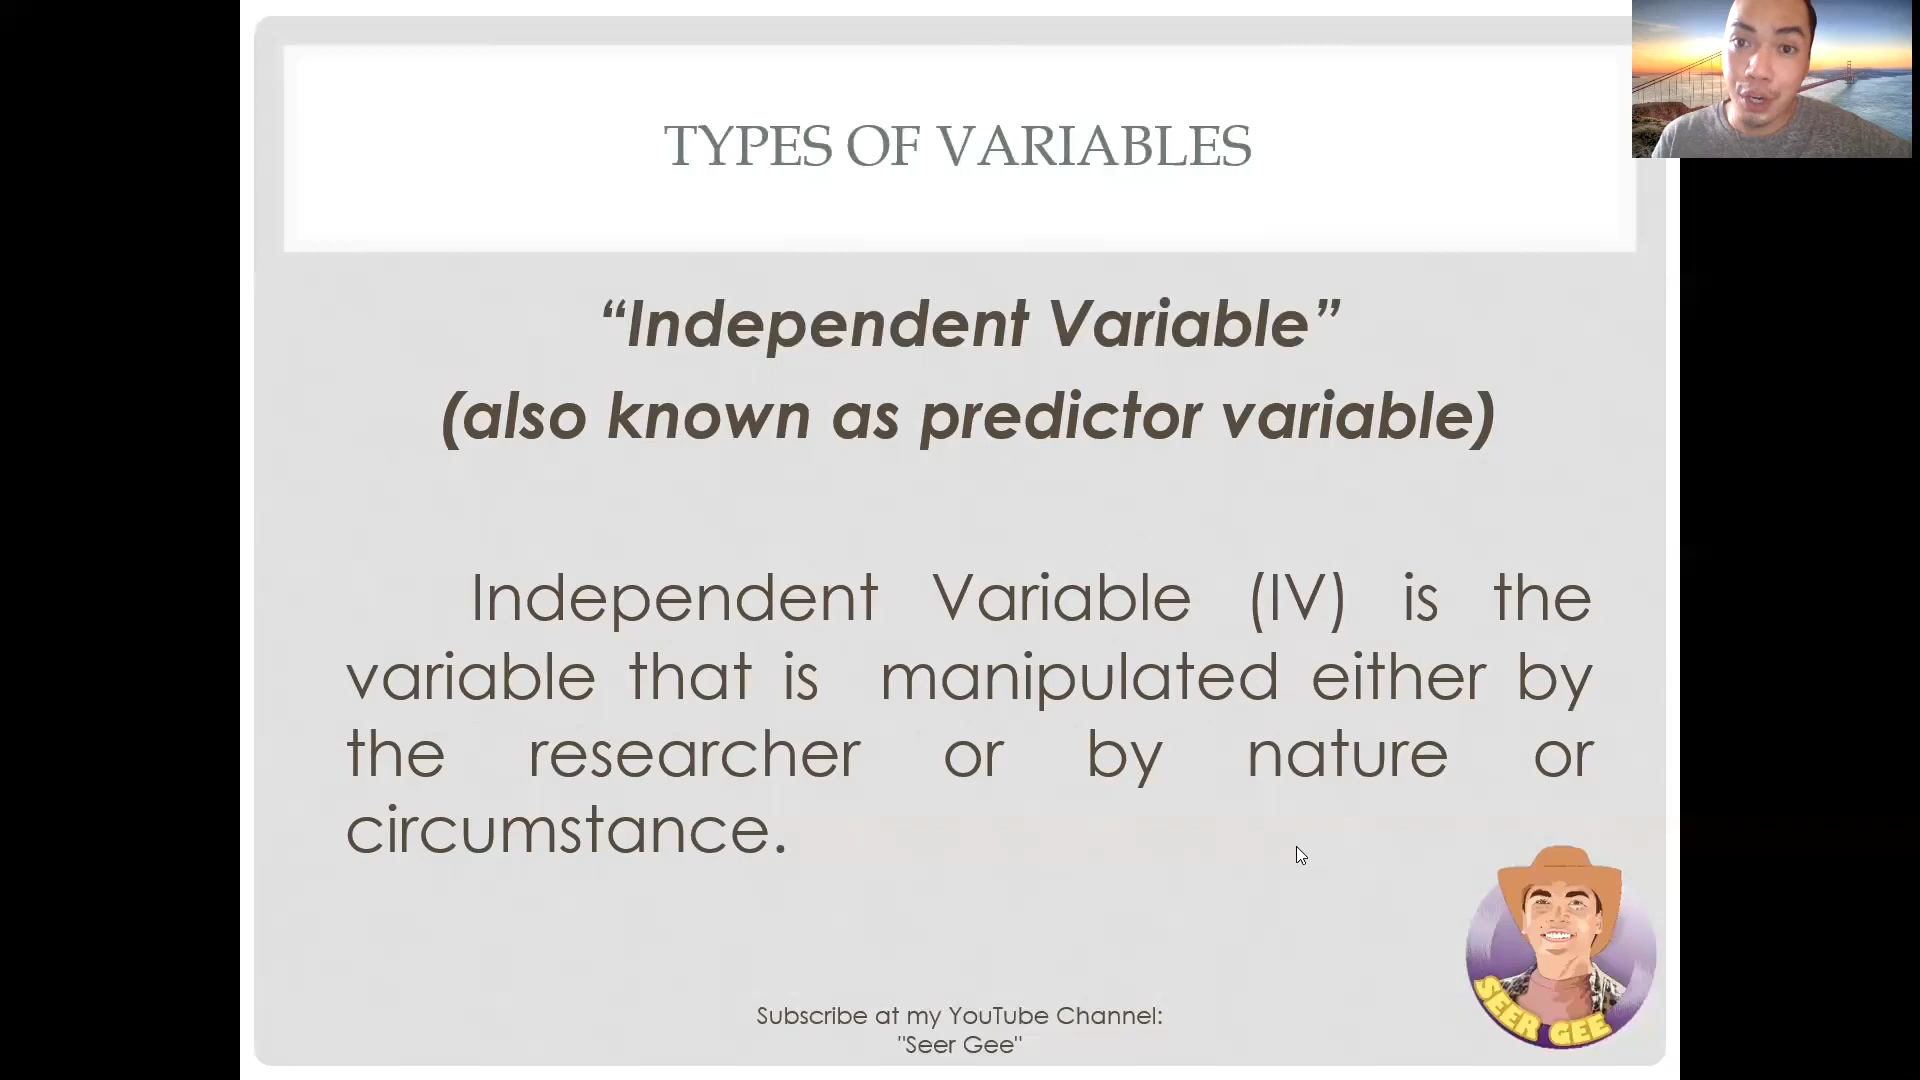 TYPES OF VARIABLES
“Independent Variable”
(also known as predictor variable)
Independent Variable (IV) is the
variable that is manipulated either by
the researcher or by nature or
circumstance.
SEER GEE
Subscribe at my YouTube Channel:
"Seer Gee"